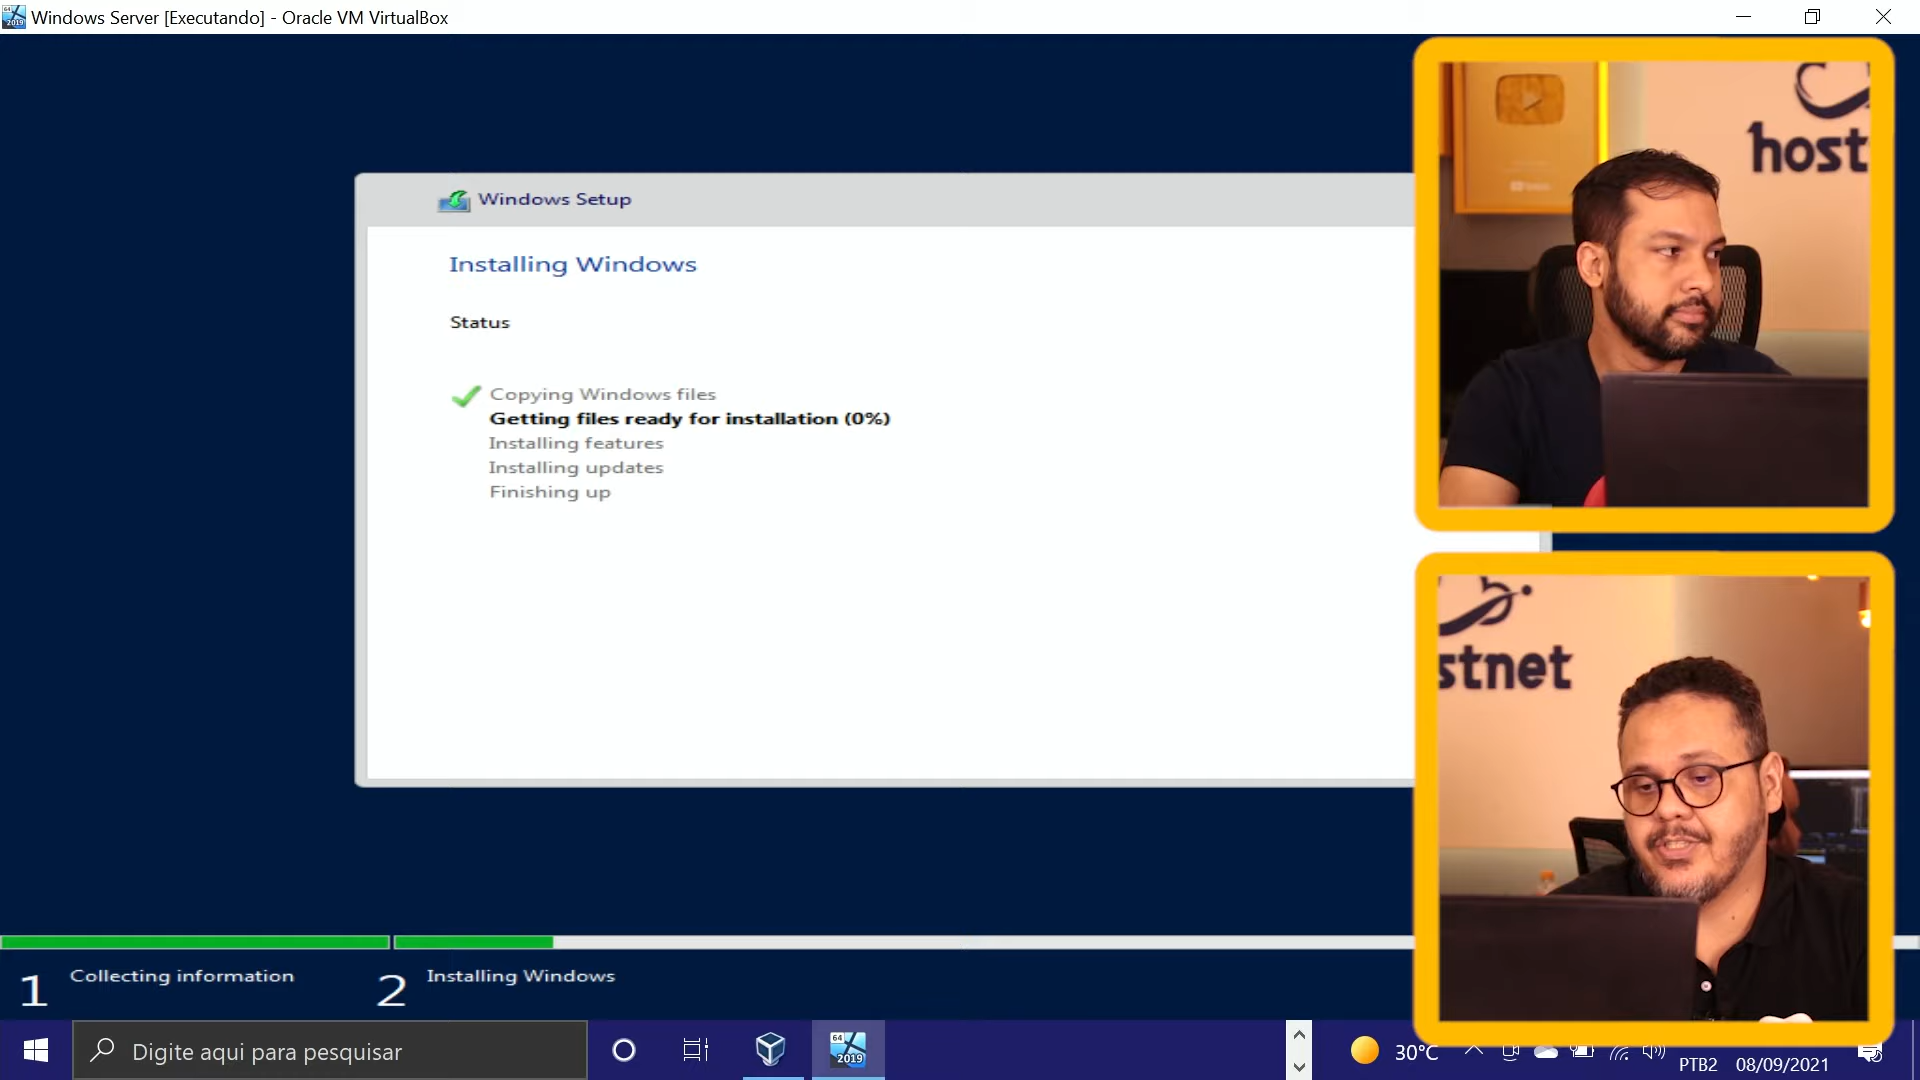 Windows Server [Executando] - Oracle VM VirtualBox
Windows Setup
Installing Windows
Status
Copying Windows files
Getting files ready for installation (0%)
Installing features
Installing updates
Finishing up
host
stnet
1 Collecting information
2 Installing Windows
Digite aqui para pesquisar
64
2019
30°C
PTB2
08/09/2021